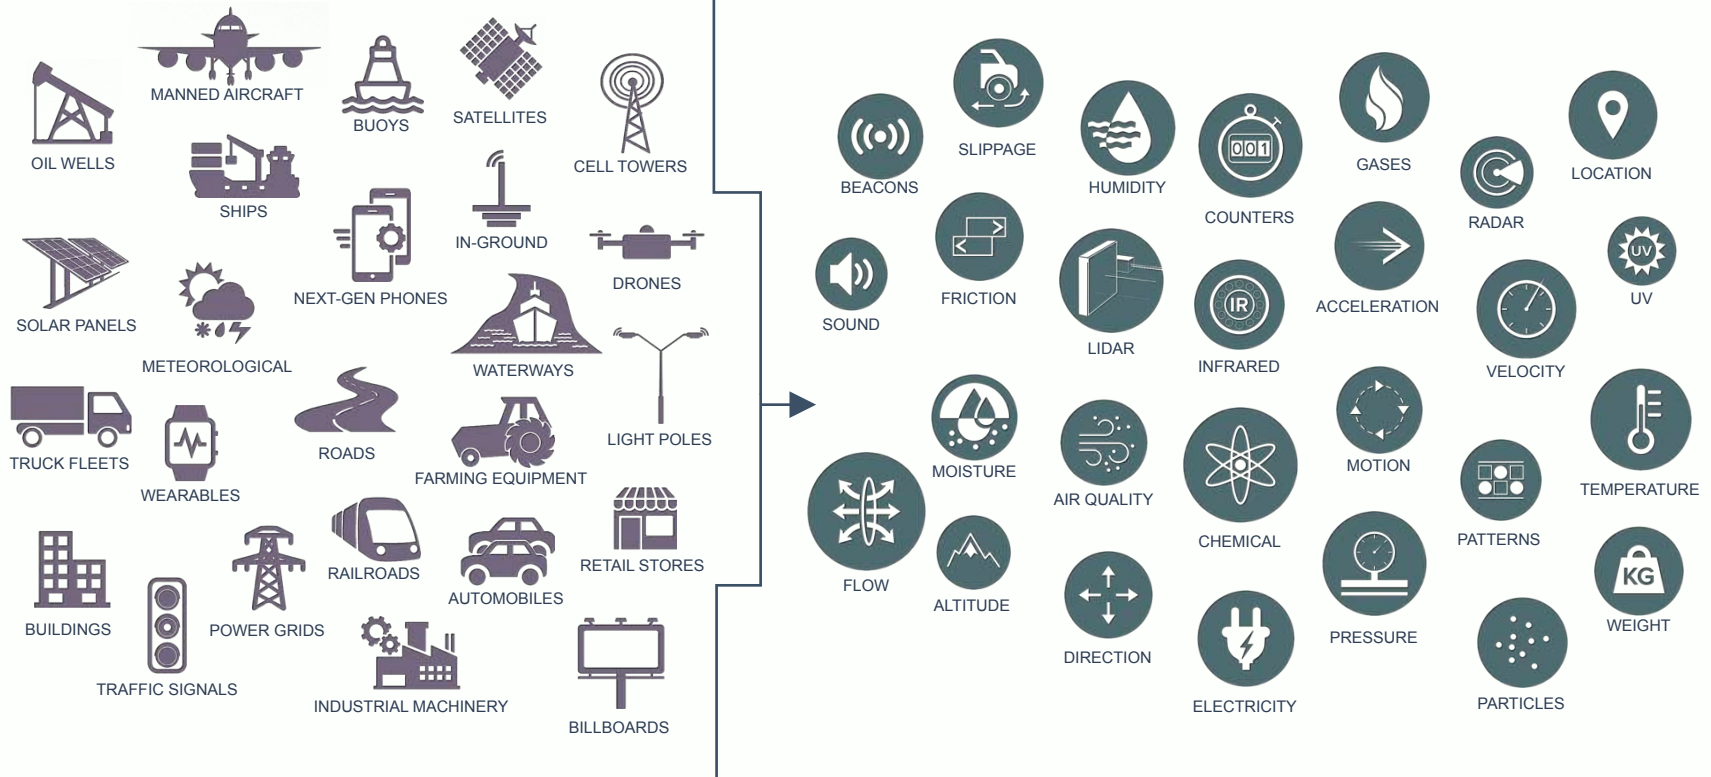 MANNED AIRCRAFT
BUOYS
SATELLITES
OIL WELLS
CELL TOWERS
SHIPS
IN-GROUND
DRONES
NEXT-GEN PHONES
SOLAR PANELS
METEOROLOGICAL
WATERWAYS
LIGHT POLES
ROADS
TRUCK FLEETS
FARMING EQUIPMENT
WEARABLES
RETAIL STORES
RAILROADS
AUTOMOBILES
BUILDINGS
POWER GRIDS
TRAFFIC SIGNALS
INDUSTRIAL MACHINERY
BILLBOARDS
SLIPPAGE
001
GASES
LOCATION
BEACONS
HUMIDITY
COUNTERS
RADAR
UV
FRICTION
UV
IR
ACCELERATION
SOUND
LIDAR
INFRARED
VELOCITY
MOISTURE
MOTION
AIR QUALITY
TEMPERATURE
CHEMICAL
PATTERNS
FLOW
ALTITUDE
KG
WEIGHT
PRESSURE
DIRECTION
ELECTRICITY
PARTICLES